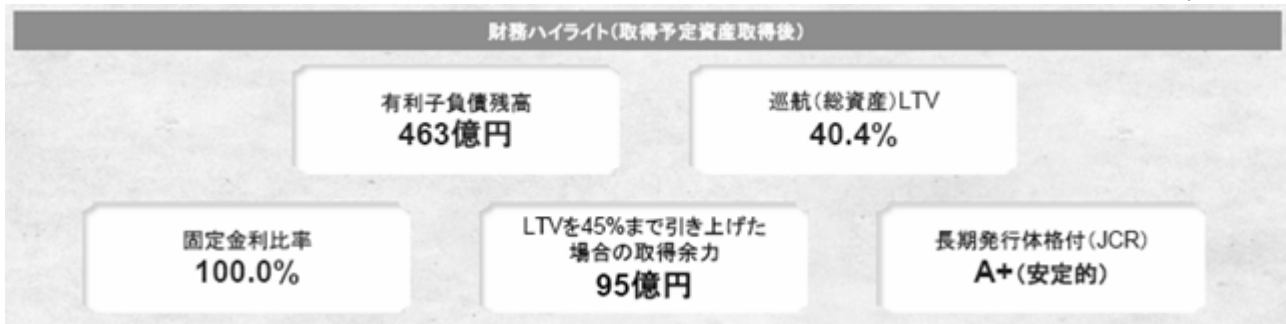 財務ハイライト(取得予定資産取得後)
有利子負債残高
463億円
巡航(総資産)LTV
40.4%
固定金利比率
100.0%
LTVを45%まで引き上げた
場合の取得余力
95億円
長期発行体格付(JCR)
A+(安定的)